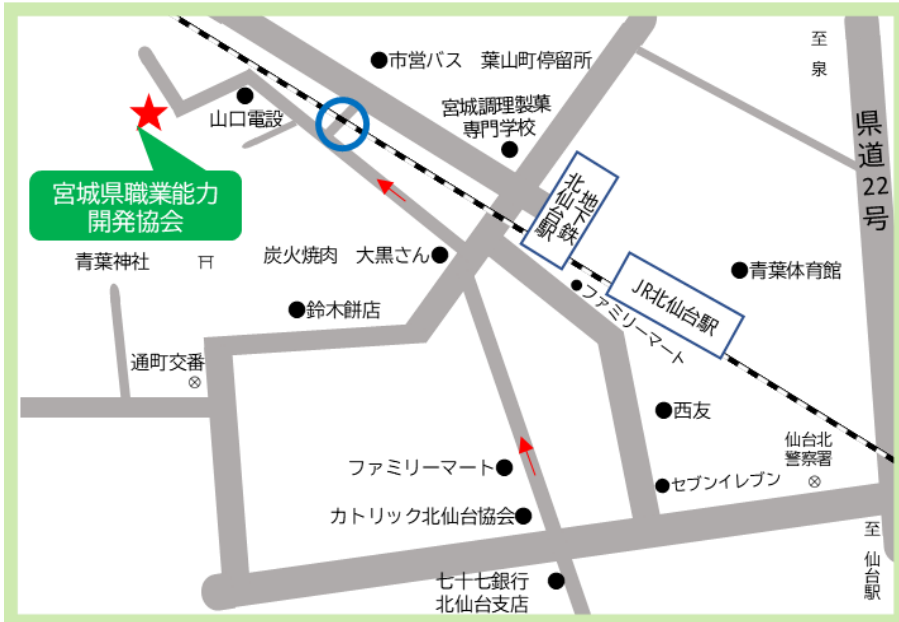 市営バス 葉山町停留所
至
泉
山口電設
宮城調理製菓
専門学校
県道22号
宮城県職業能力
開発協会
地下鉄
北仙台駅
青葉神社
炭火焼肉 大黒さん
青葉体育館
JR北仙台駅
ファミリーマート
鈴木餅店
通町交番
西友
仙台北
警察署
ファミリーマート
セブンイレブン
カトリック北仙台協会
至
仙台駅
七十七銀行
北仙台支店